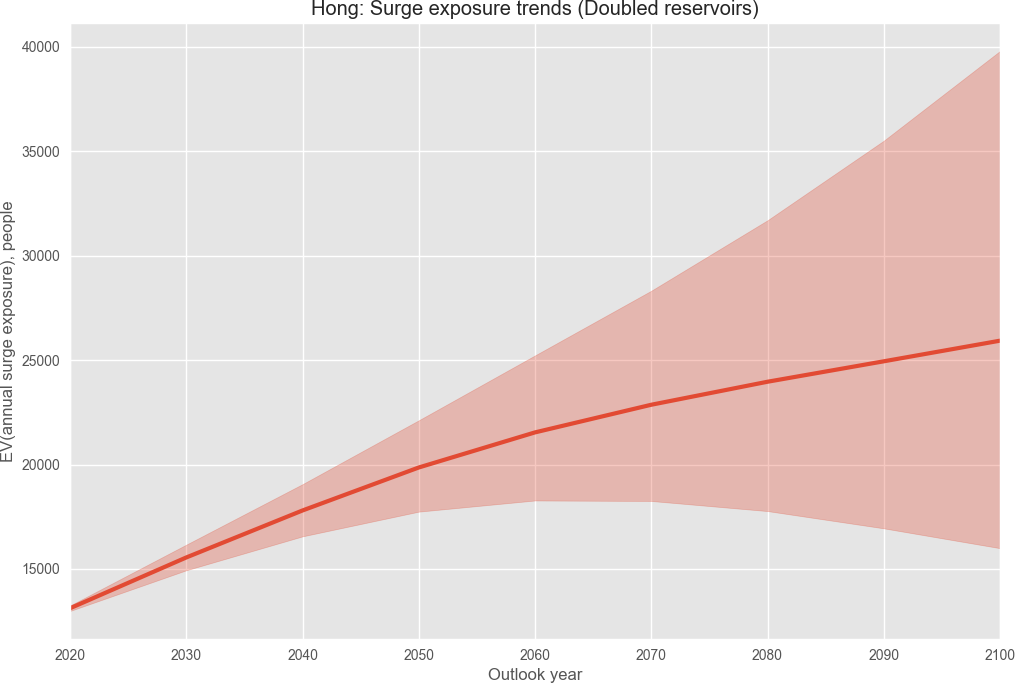 Hong: Surge exposure trends (Doubled reservoirs)
EV(annual surge exposure), people
40000
35000
30000
25000
20000
15000
2020 2030 2040 2050 2060 2070 2080 2090 2100
Outlook year